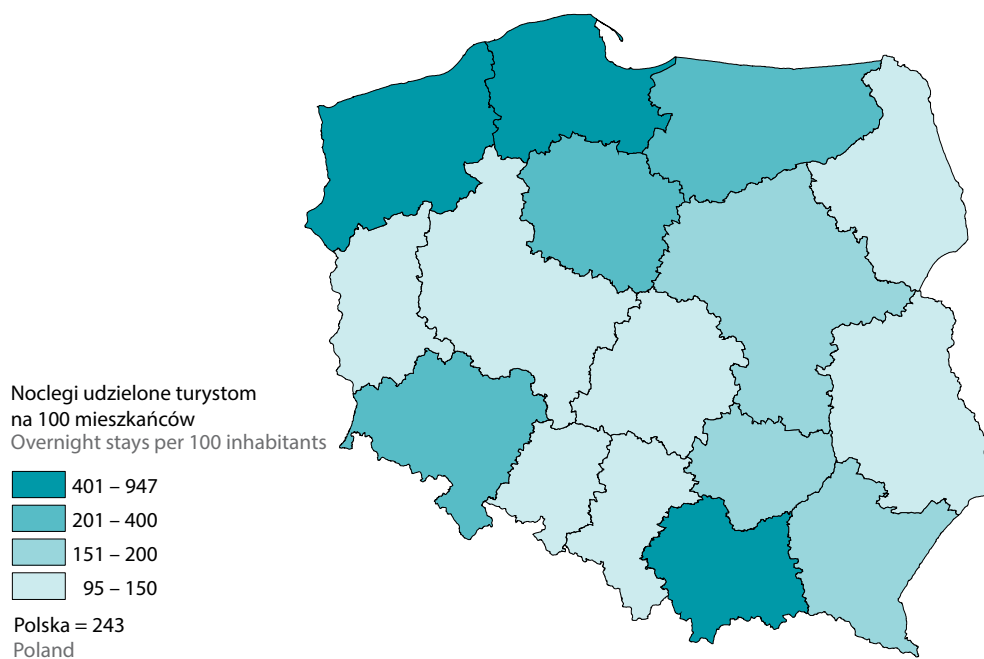 Noclegi udzielone turystom
na 100 mieszkańców
Overnight stays per 100 inhabitants
401 – 947
201 – 400
151 – 200
95 – 150
Polska = 243
Poland